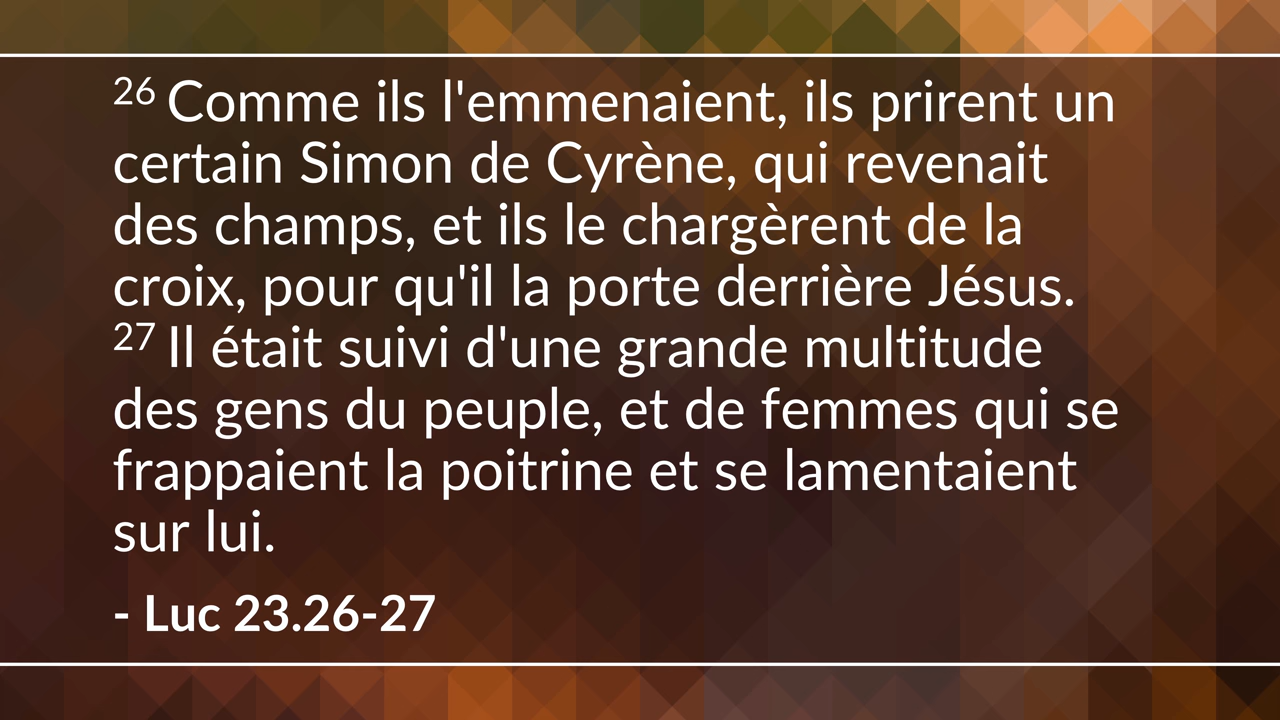 26 Comme ils l'emmenaient, ils prirent un
certain Simon de Cyrène, qui revenait
des champs, et ils le chargèrent de la
croix, pour qu'il la porte derrière Jésus.
27 Il était suivi d'une grande multitude
des gens du peuple, et de femmes qui se
frappaient la poitrine et se lamentaient
sur lui.
- Luc 23.26-27